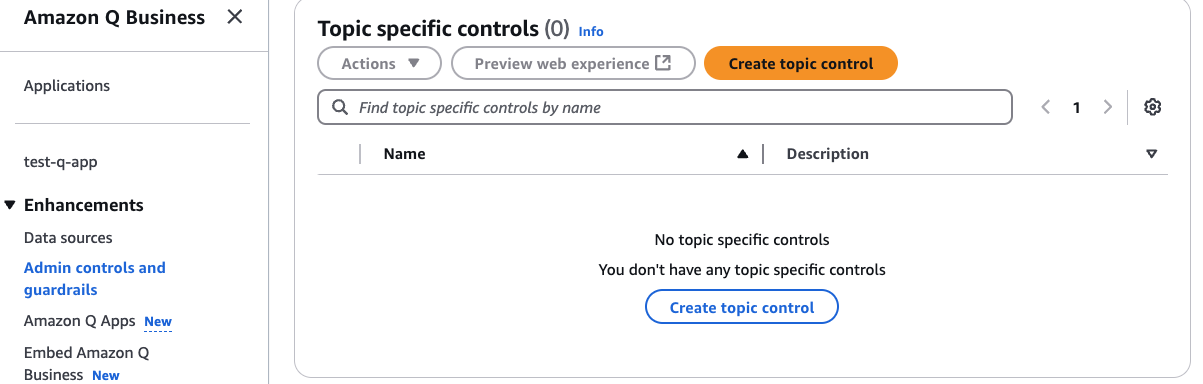 Amazon Q Business
Applications
test-q-app
Enhancements
Data sources
Admin controls and
guardrails
Amazon Q Apps New
Embed Amazon Q
Business New
Topic specific controls (0) Info
Actions
Preview web experience
Create topic control
Find topic specific controls by name
1
Name
Description
No topic specific controls
You don't have any topic specific controls
Create topic control